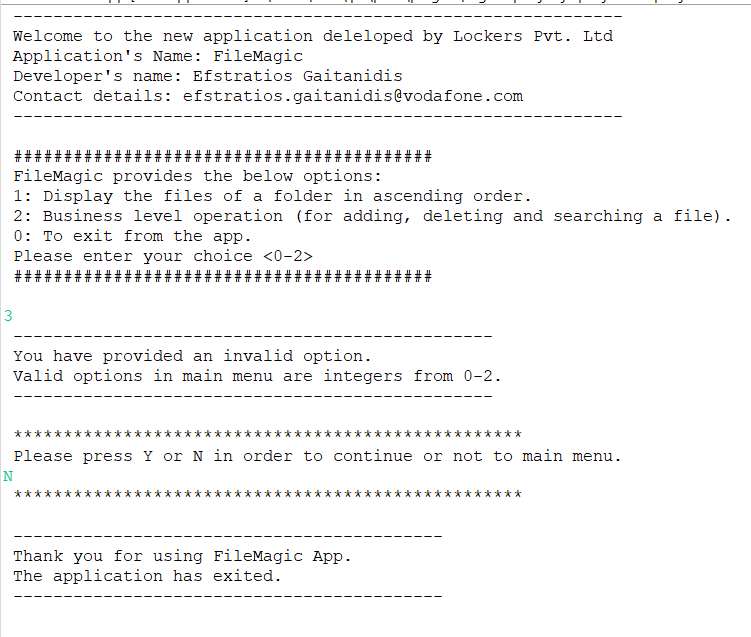 -------------------------------------------------------------
Welcome to the new application deleloped by Lockers Pvt. Ltd
Application's Name: FileMagic
Developer's name: Efstratios Gaitanidis
Contact details: efstratios.gaitanidis@vodafone.com
-------------------------------------------------------------
##########################################
FileMagic provides the below options:
1: Display the files of a folder in ascending order.
2: Business level operation (for adding, deleting and searching a file).
0: To exit from the app.
Please enter your choice <0-2>
##########################################
3
------------------------------------------------
You have provided an invalid option.
Valid options in main menu are integers from 0-2.
------------------------------------------------
***************************************************
Please press Y or N in order to continue or not to main menu.
N
***************************************************
-------------------------------------------
Thank you for using FileMagic App.
The application has exited.
-------------------------------------------